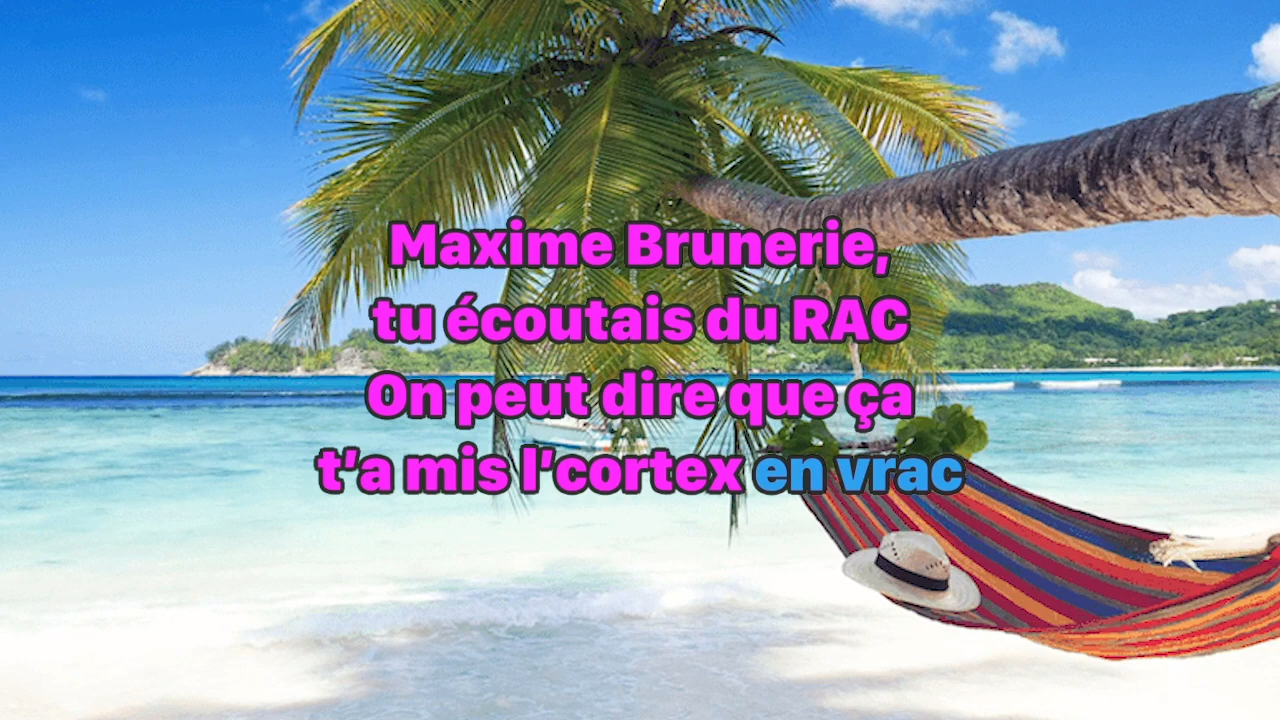 Maxime Brunerie,
tu écoutais du RAC
On peut dire que ça
t’a mis l’cortex en vrac